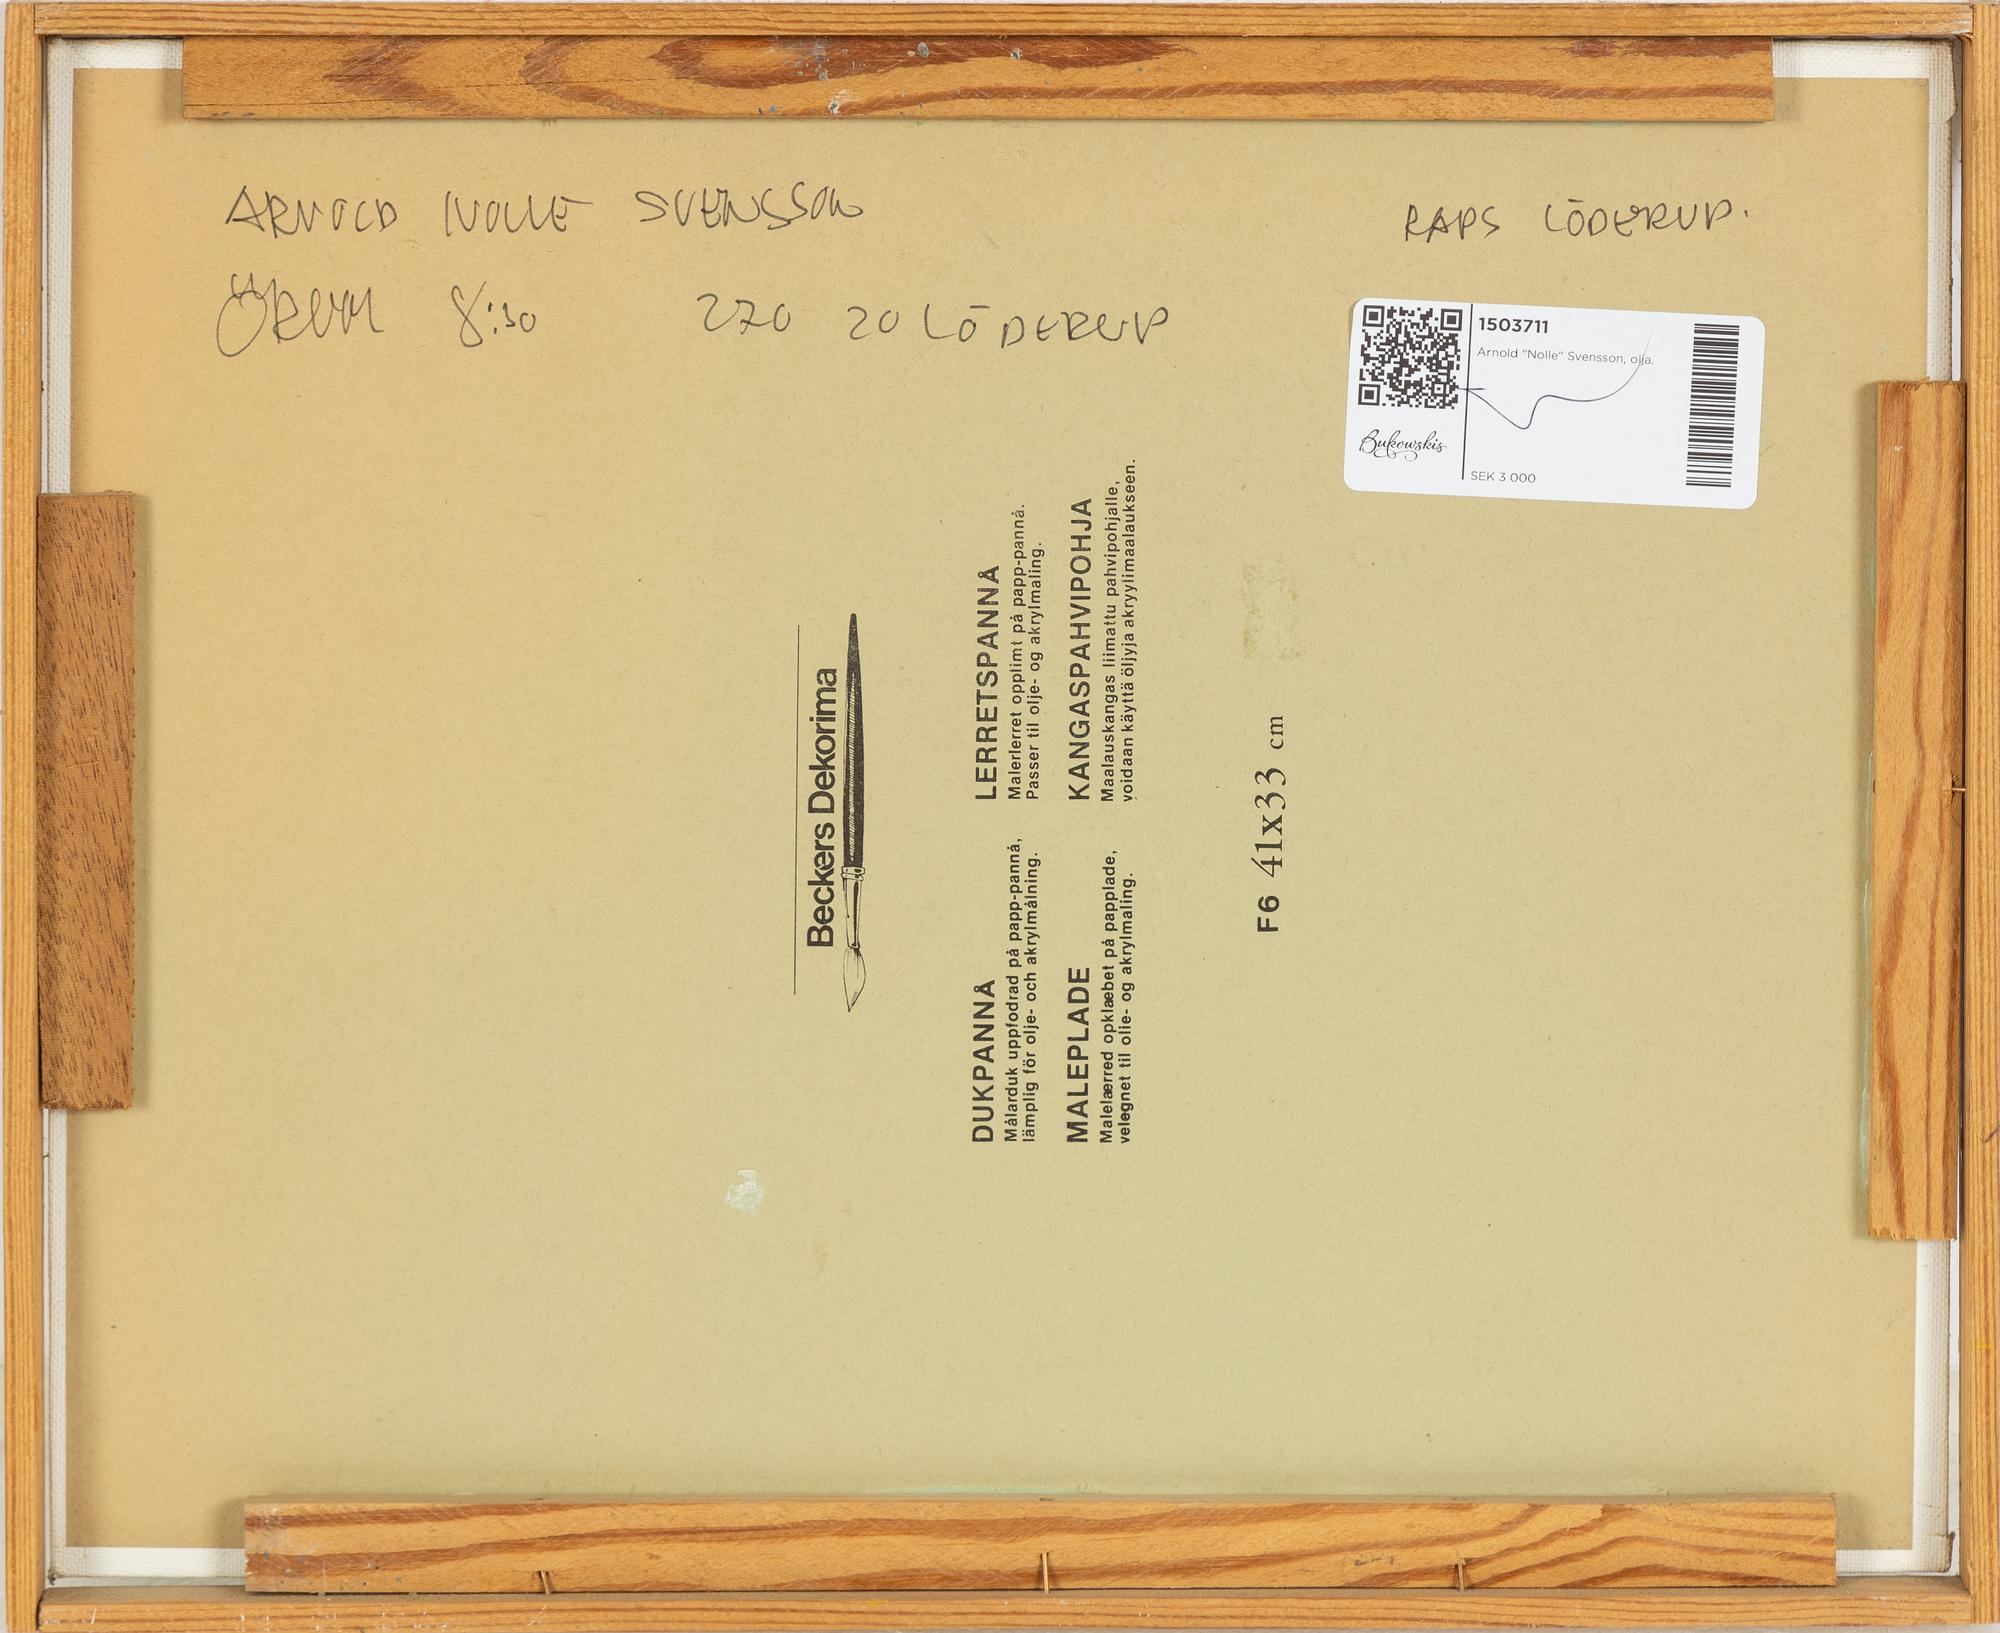 ARNOLD NOLLE SVENSSON
RAPS LÖDERUP.
ÖRUM 8:30 270 20 LÖDERUP
1503711
Arnold "Nolle" Svensson, olja.
Bukowskis
SEK 3 000
Beckers Dekorima
DUKPANNÅ
Målarduk uppfodrad på papp-pannå,
lämplig för olje- och akrylmålning.
LERRETSPANNÅ
Malerlerret opplimt på papp-pannå.
Passer til olje- og akrylmaling.
MALEPLADE
Malelærred opklæbet på papplade,
velegnet til olie- og akrylmaling.
KANGASPAHVIPOHJA
Maalauskangas liimattu pahvipohjalle,
voidaan käyttä öljyja akryylimaalaukseen.
F6 41x33 cm